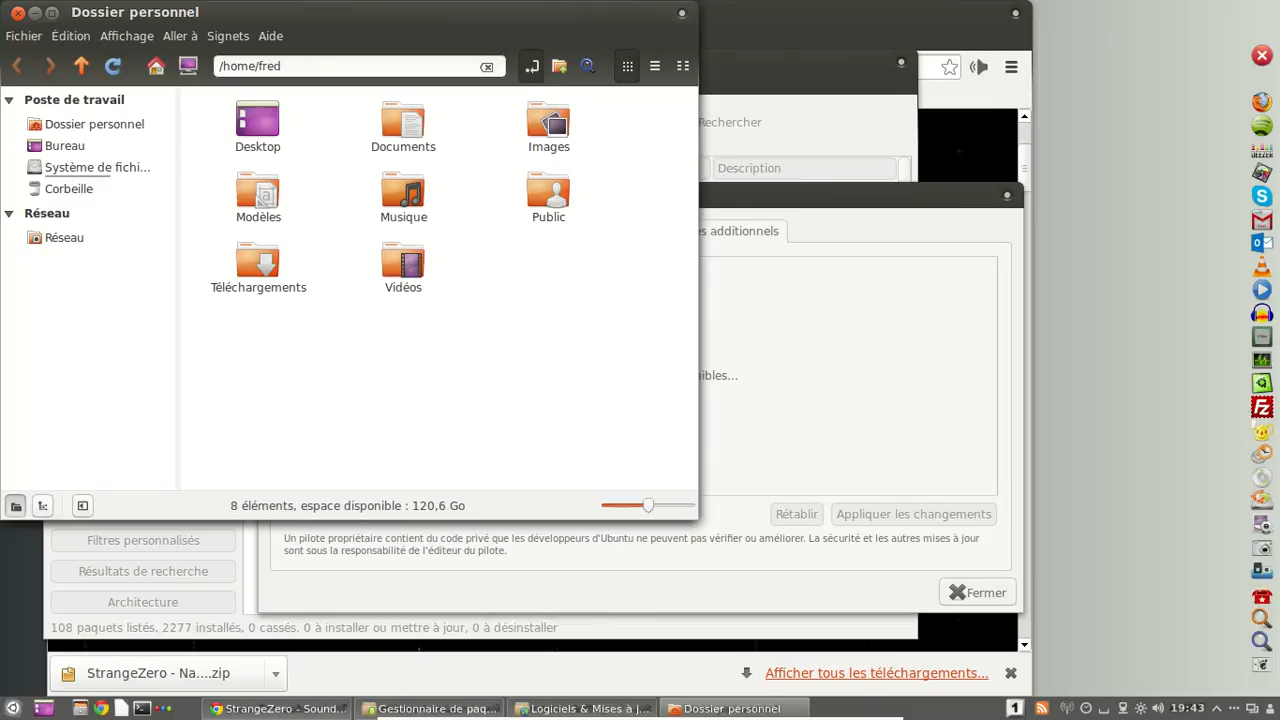 Dossier personnel
Fichier Édition Affichage Aller à Signets Aide
/home/fred
Poste de travail
Dossier personnel
Bureau
Système de fichi...
Corbeille
Réseau
Réseau
Desktop
Documents
Images
Modèles
Musique
Public
Téléchargements
Vidéos
8 éléments, espace disponible : 120,6 Go
Rechercher
Description
es additionnels
ibles...
Rétablir
Appliquer les changements
Un pilote propriétaire contient du code privé que les développeurs d'Ubuntu ne peuvent pas vérifier ou améliorer. La sécurité et les autres mises à jour
sont sous la responsabilité de l'éditeur du pilote.
Fermer
Filtres personnalisés
Résultats de recherche
Architecture
108 paquets listés, 2277 installés, 0 cassés. 0 à installer ou mettre à jour, 0 à désinstaller
StrangeZero - Na....zip
Afficher tous les téléchargements...
StrangeZero - Sound...
Gestionnaire de paq...
Logiciels & Mises à j...
Dossier personnel
1
19:43